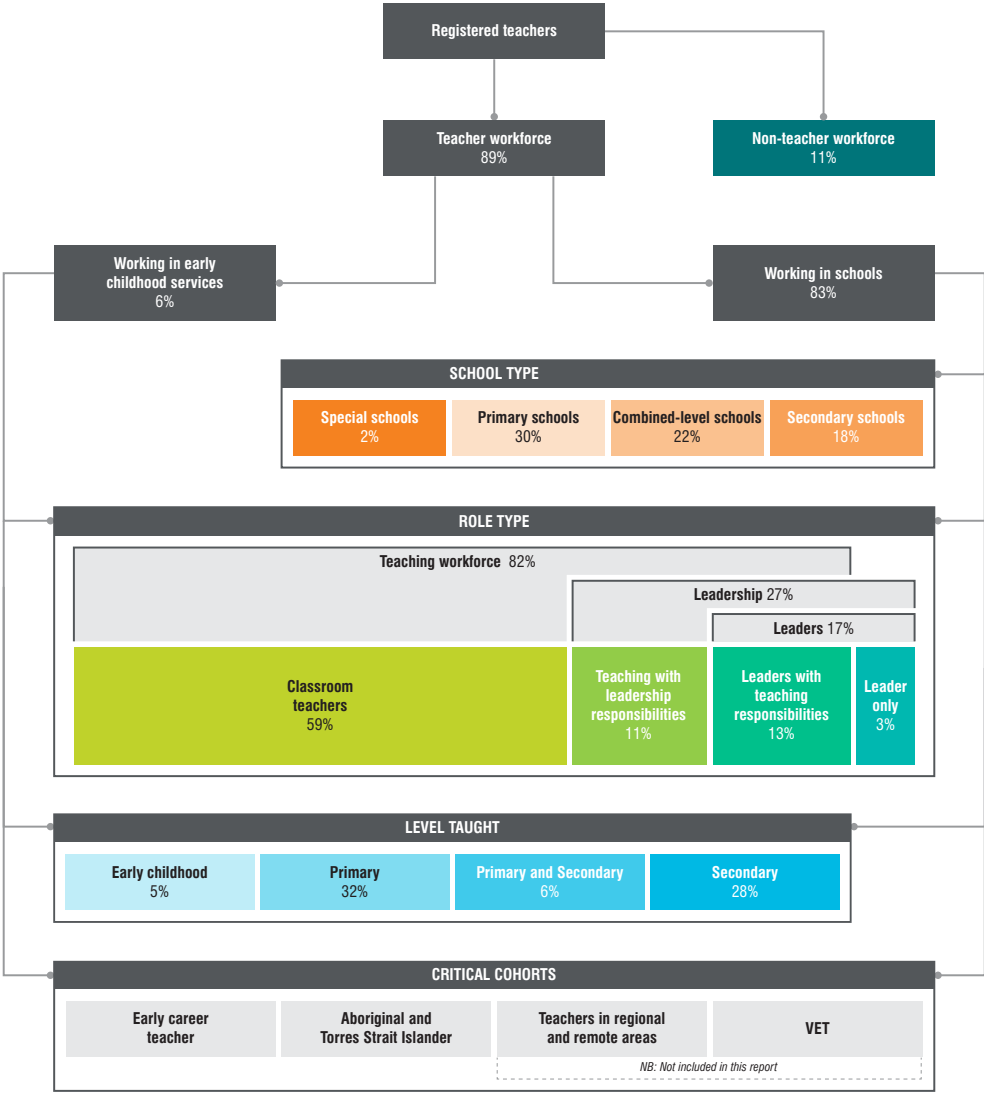 Registered teachers
Teacher workforce
89%
Non-teacher workforce
11%
Working in early
childhood services
6%
Working in schools
83%
SCHOOL TYPE
Special schools
2%
Primary schools
30%
Combined-level schools
22%
Secondary schools
18%
ROLE TYPE
Teaching workforce 82%
Leadership 27%
Leaders 17%
Classroom
teachers
59%
Teaching with
leadership
responsibilities
11%
Leaders with
teaching
responsibilities
13%
Leader
only
3%
LEVEL TAUGHT
Early childhood
5%
Primary
32%
Primary and Secondary
6%
Secondary
28%
CRITICAL COHORTS
Early career
teacher
Aboriginal and
Torres Strait Islander
Teachers in regional
and remote areas
VET
NB: Not included in this report